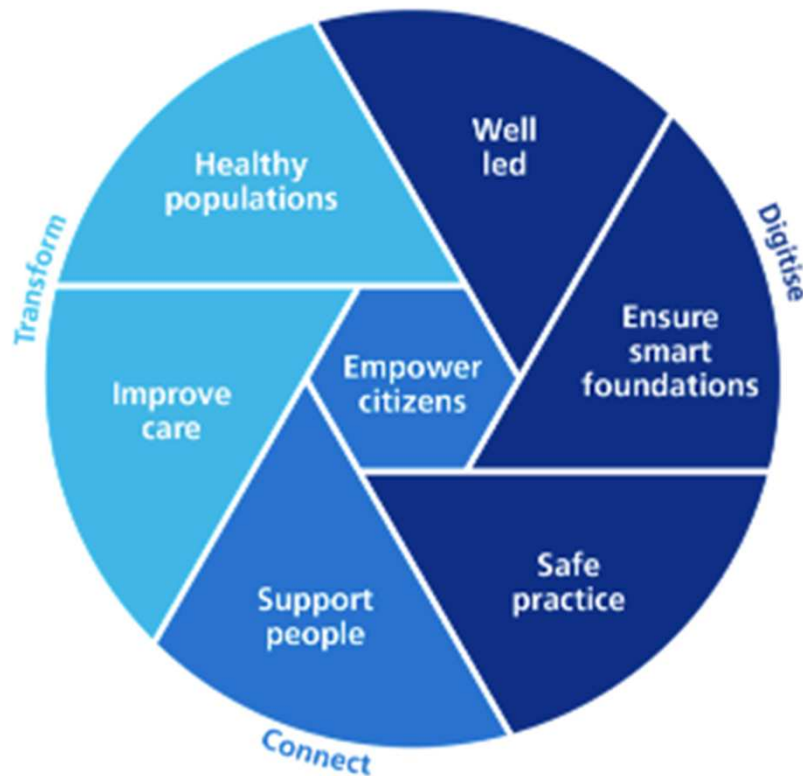 Well
led
Digitise
Ensure
smart
foundations
Safe
practice
Connect
Support
people
Improve
care
Transform
Healthy
populations
Empower
citizens